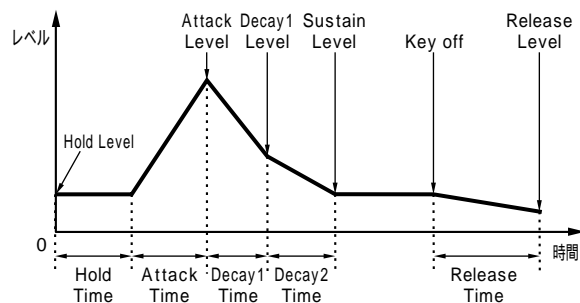 レベル
Attack Level
Decay1 Level
Sustain Level
Key off
Release Level
Hold Level
0
時間
Hold Time
Attack Time
Decay1 Time
Decay2 Time
Release Time